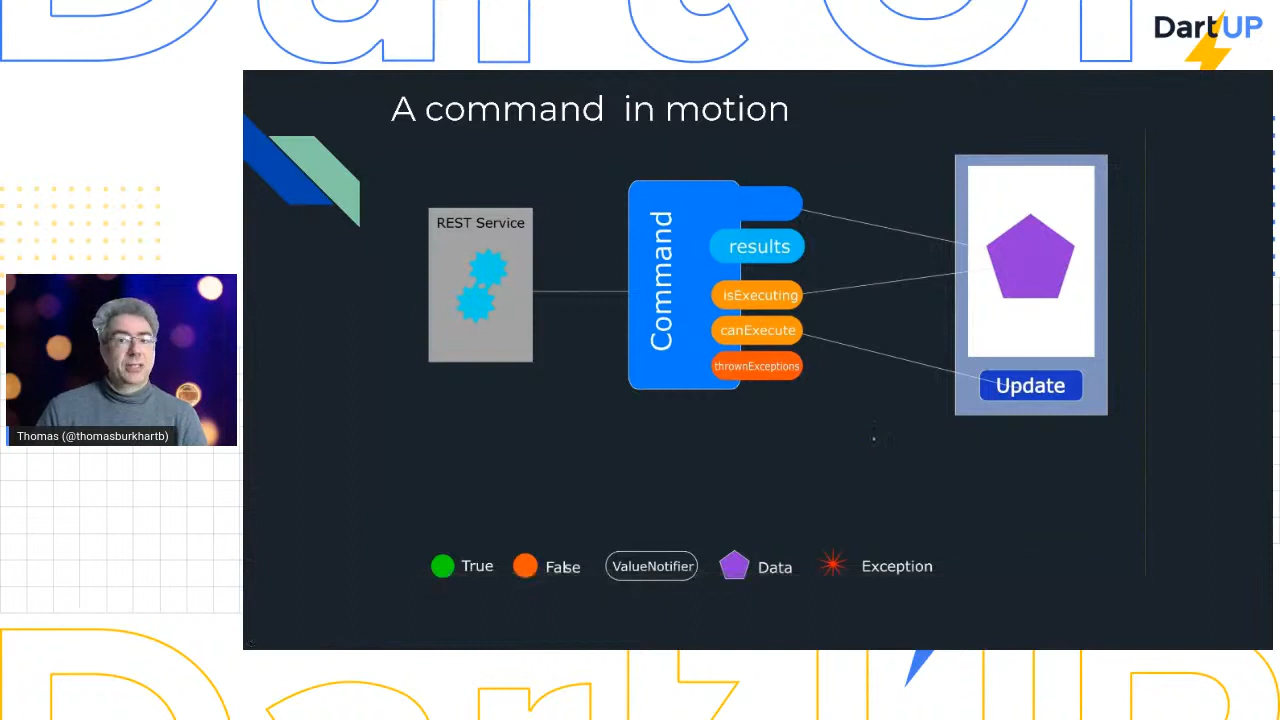 DartUP
A command in motion
REST Service
Command
results
isExecuting
canExecute
thrownExceptions
Update
Thomas (@thomasburkhartb)
True
False
ValueNotifier
Data
Exception